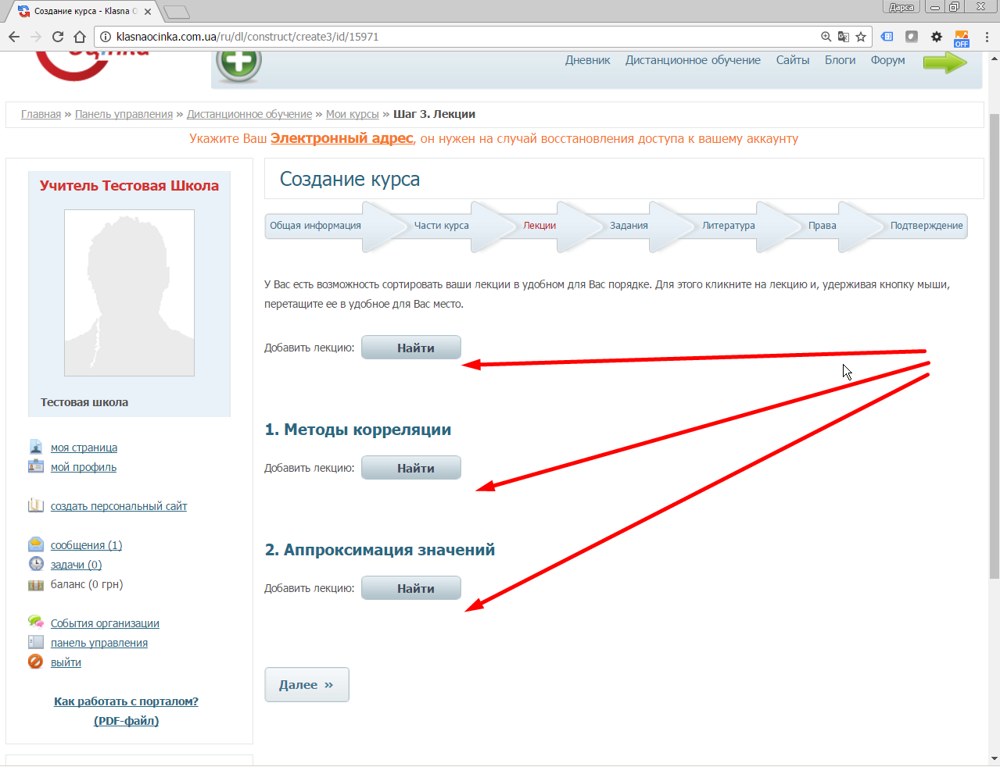 Создание курса - Klasna О
Дарса
klasnaocinka.com.ua/ru/dl/construct/create3/id/15971
OFF
Дневник Дистанционное обучение Сайты Блоги Форум
Главная » Панель управления » Дистанционное обучение » Мои курсы » Шаг 3. Лекции
Укажите Ваш Электронный адрес, он нужен на случай восстановления доступа к вашему аккаунту
Учитель Тестовая Школа
Тестовая школа
моя страница
мой профиль
создать персональный сайт
сообщения (1)
задачи (0)
баланс (0 грн)
События организации
панель управления
выйти
Как работать с порталом?
(PDF-файл)
Создание курса
Общая информация Части курса Лекции Задания Литература Права Подтверждение
У Вас есть возможность сортировать ваши лекции в удобном для Вас порядке. Для этого кликните на лекцию и, удерживая кнопку мыши,
перетащите ее в удобное для Вас место.
Добавить лекцию: Найти
1. Методы корреляции
Добавить лекцию: Найти
2. Аппроксимация значений
Добавить лекцию: Найти
Далее »